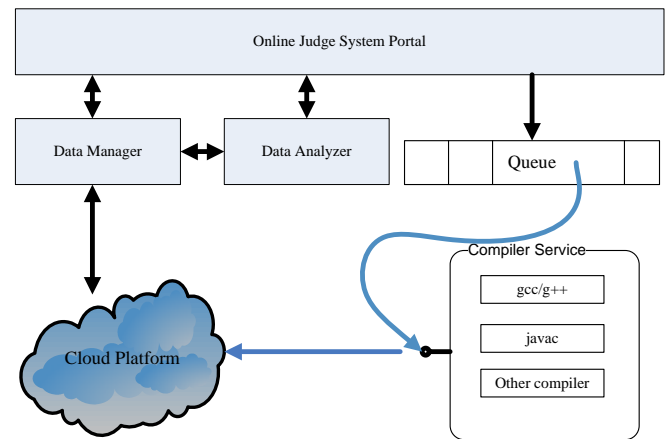 Online Judge System Portal
Data Manager
Data Analyzer
Queue
Compiler Service
gcc/g++
javac
Other compiler
Cloud Platform